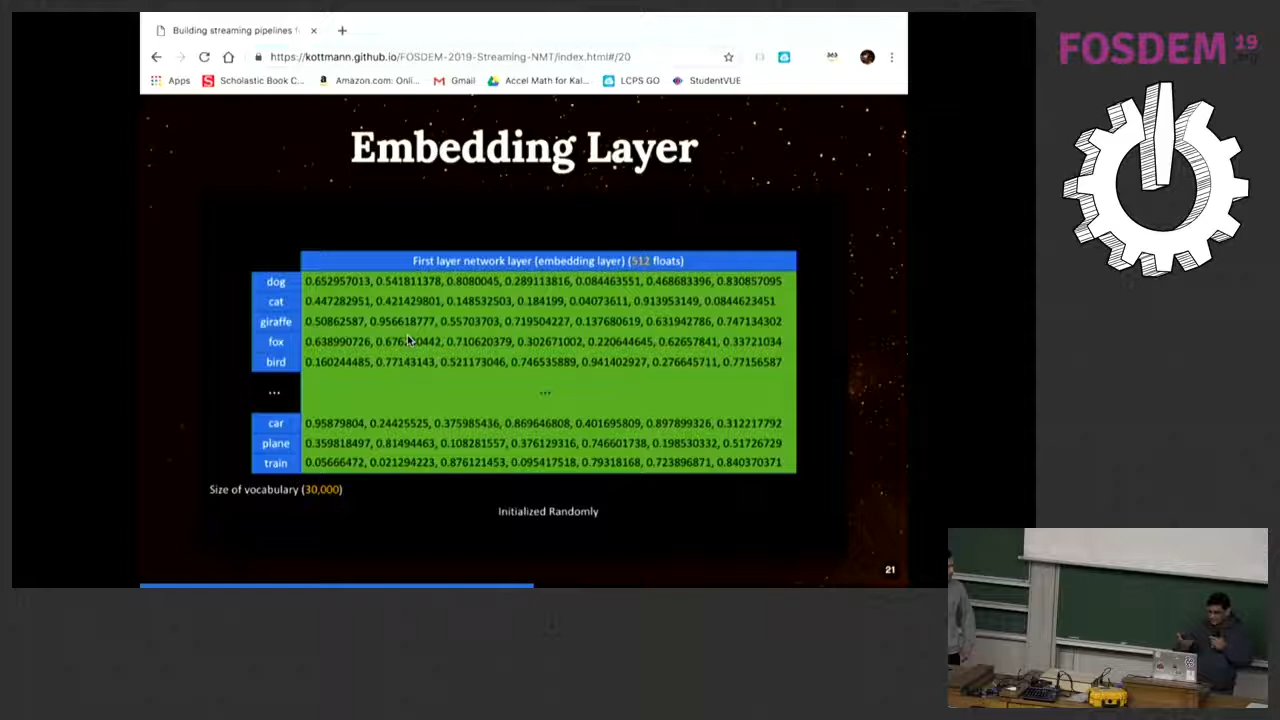 Building streaming pipelines f
https://kottmann.github.io/FOSDEM-2019-Streaming-NMT/index.html#/20
Apps
Scholastic Book C...
Amazon.com: Onli...
Gmail
Accel Math for Kal...
LCPS GO
StudentVUE
FOSDEM 19
.org
Embedding Layer
First layer network layer (embedding layer) (512 floats)
dog 0.652957013, 0.541811378, 0.8080045, 0.289113816, 0.084463551, 0.468683396, 0.830857095
cat 0.447282951, 0.421429801, 0.148532503, 0.184199, 0.04073611, 0.913953149, 0.0844623451
giraffe 0.50862587, 0.956618777, 0.55703703, 0.719504227, 0.137680619, 0.631942786, 0.747134302
fox 0.638990726, 0.710620379, 0.302671002, 0.220644645, 0.62657841, 0.33721034
bird 0.160244485, 0.77143143, 0.521173046, 0.746535889, 0.941402927, 0.276645711, 0.77156587
... ...
car 0.95879804, 0.24425525, 0.375985436, 0.869646808, 0.401695809, 0.897899326, 0.312217792
plane 0.359818497, 0.81494463, 0.108281557, 0.376129316, 0.746601738, 0.198530332, 0.51726729
train 0.05666472, 0.021294223, 0.876121453, 0.095417518, 0.79318168, 0.723896871, 0.840370371
Size of vocabulary (30,000)
Initialized Randomly
21